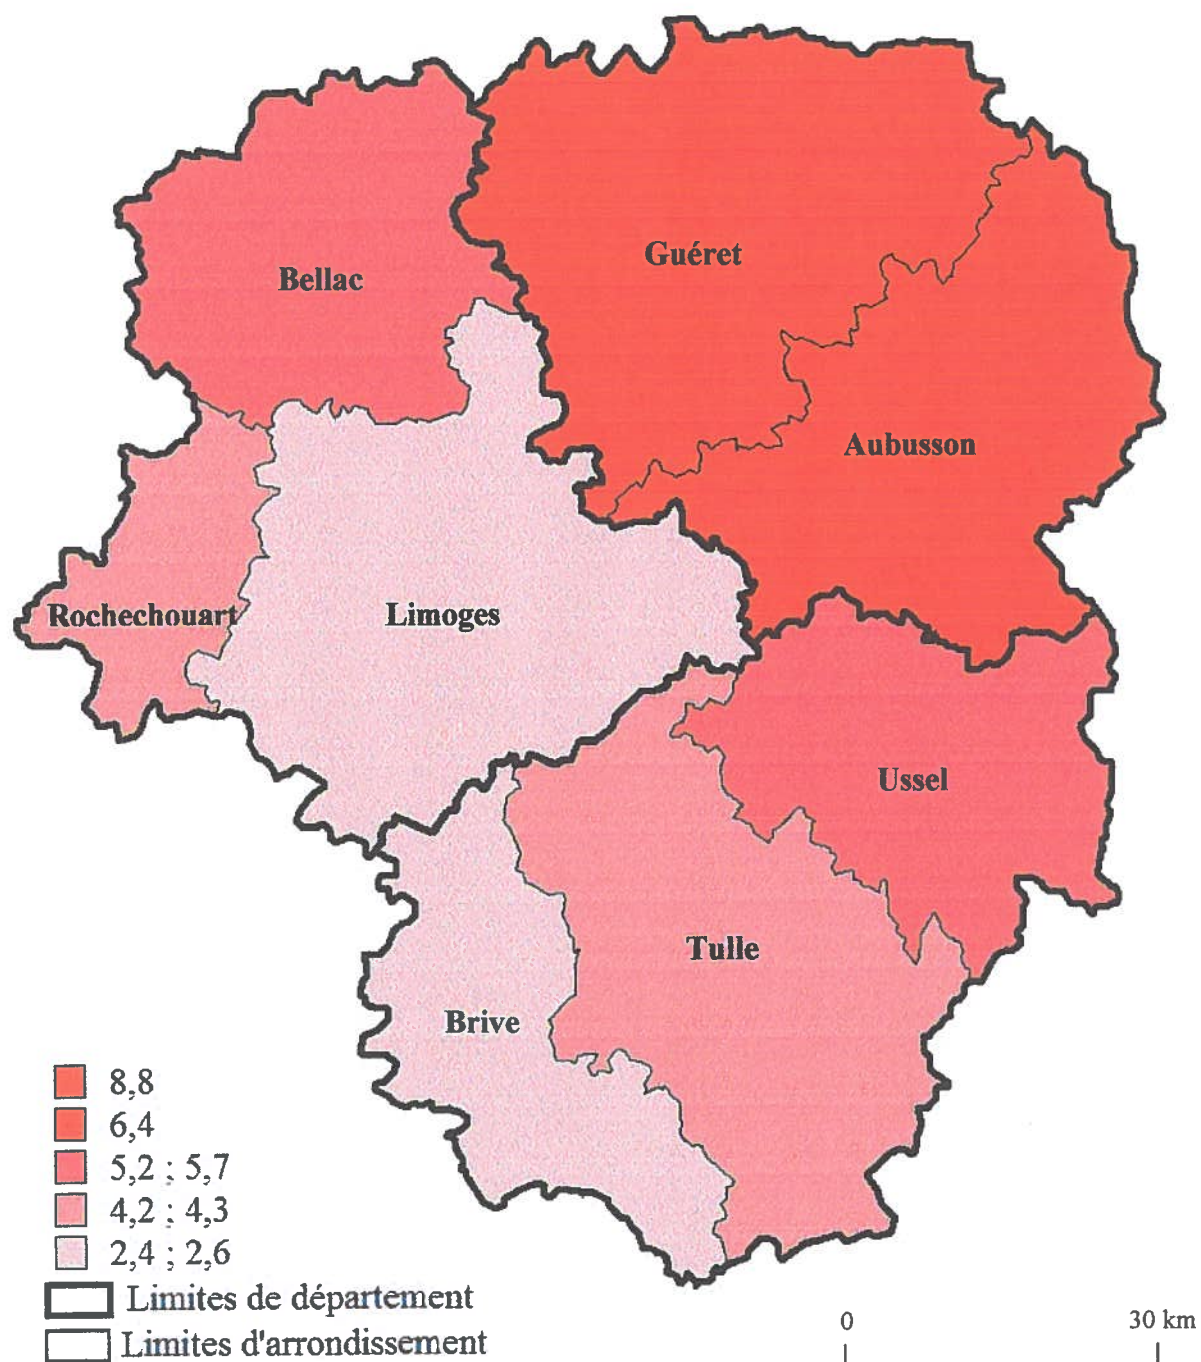 Guéret
Bellac
Aubusson
Rochechouart
Limoges
Ussel
Tulle
Brive
8,8
6,4
5,2 ; 5,7
4,2 ; 4,3
2,4 ; 2,6
Limites de département
Limites d'arrondissement
0 30 km